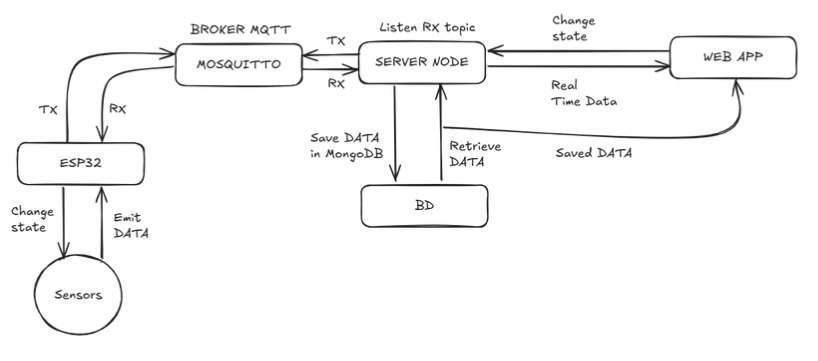 BROKER MQTT
Listen RX topic
Change
state
TX
MOSQUITTO
SERVER NODE
WEB APP
RX
Real
Time Data
TX
RX
Save DATA
in MongoDB
Retrieve
DATA
Saved DATA
ESP32
BD
Change
state
Emit
DATA
Sensors